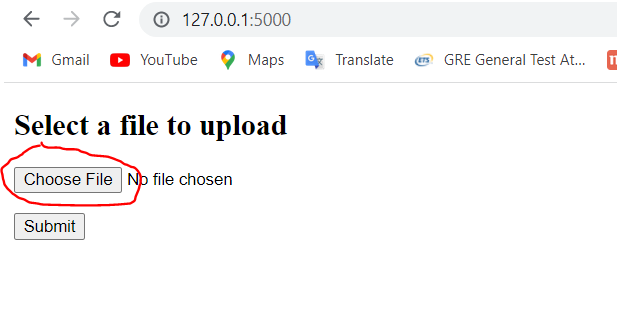 127.0.0.1:5000
Gmail YouTube Maps Translate ETS GRE General Test At...
Select a file to upload
Choose File No file chosen
Submit